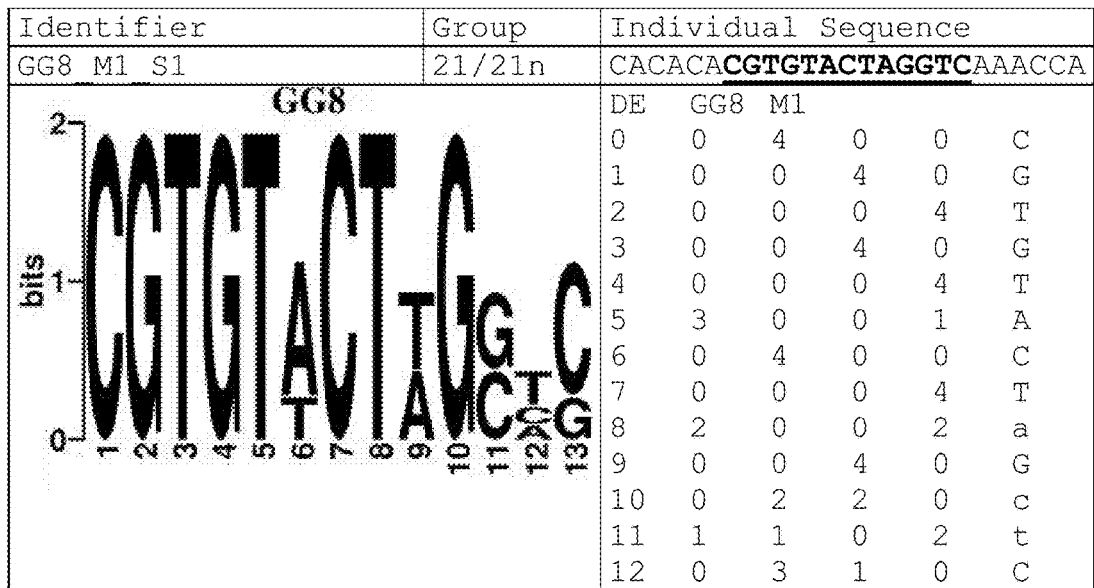 Identifier Group Individual Sequence
GG8_M1_S1 21/21n CACACACGTGTACTAGGTCAAACCA
GG8
2
bits
1
0
CGTGTACTTGGTC
TACCG
A
1 2 3 4 5 6 7 8 9 10 11 12 13
DE GG8 M1
0 0 4 0 0 C
1 0 0 4 0 G
2 0 0 0 4 T
3 0 0 4 0 G
4 0 0 0 4 T
5 3 0 0 1 A
6 0 4 0 0 C
7 0 0 0 4 T
8 2 0 0 2 a
9 0 0 4 0 G
10 0 2 2 0 c
11 1 1 0 2 t
12 0 3 1 0 C